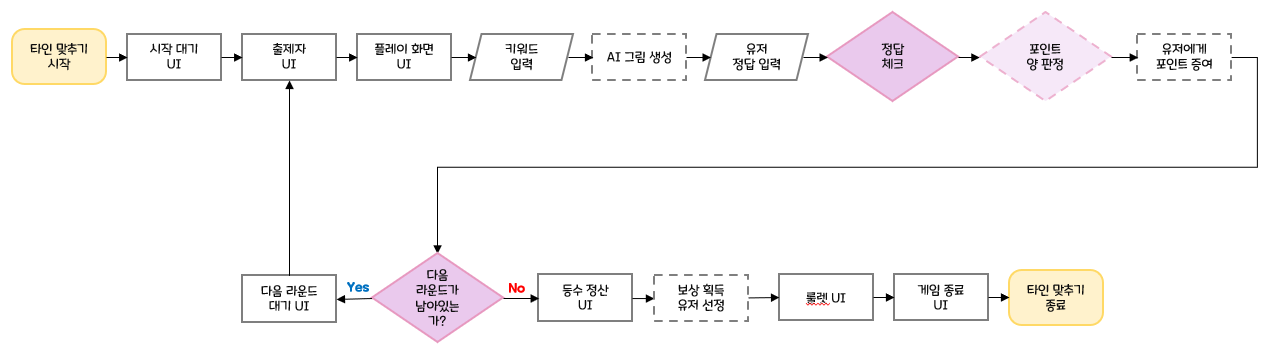 타인 맞추기
시작
시작 대기
UI
출제자
UI
플레이 화면
UI
키워드
입력
AI 그림 생성
유저
정답 입력
정답
체크
포인트
양 판정
유저에게
포인트 증여
다음 라운드
대기 UI
Yes
다음
라운드가
남아있는
가?
No
등수 정산
UI
보상 획득
유저 선정
룰렛 UI
게임 종료
UI
타인 맞추기
종료